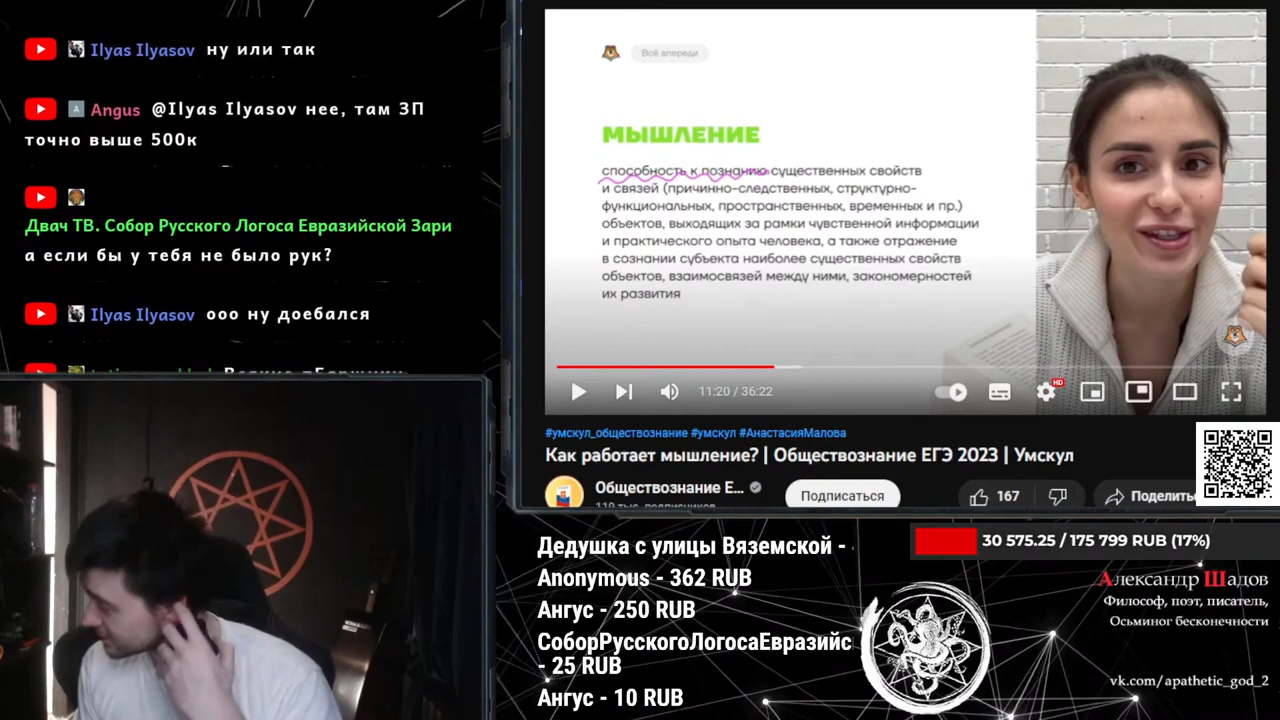 Ilyas Ilyasov ну или так
Angus @Ilyas Ilyasov нее, там ЗП
точно выше 500к
Двач ТВ. Собор Русского Логоса Евразийской Зари
а если бы у тебя не было рук?
Ilyas Ilyasov ооо ну доебался
Всё впереди
МЫШЛЕНИЕ
способность к познанию существенных свойств
и связей (причинно-следственных, структурно-
функциональных, пространственных, временных и пр.)
объектов, выходящих за рамки чувственной информации
и практического опыта человека, а также отражение
в сознании субъекта наиболее существенных свойств
объектов, взаимосвязей между ними, закономерностей
их развития
11:20 / 36:22
HD
#умскул_обществознание #умскул #АнастасияМалова
Как работает мышление? | Обществознание ЕГЭ 2023 | Умскул
Обществознание Е...
Подписаться
167
Поделить
Дедушка с улицы Вяземской -
Anonymous - 362 RUB
Ангус - 250 RUB
СоборРусскогоЛогосаЕвразийс
- 25 RUB
Ангус - 10 RUB
30 575.25 / 175 799 RUB (17%)
Александр Шадов
Философ, поэт, писатель,
Осьминог бесконечности
vk.com/apathetic_god_2